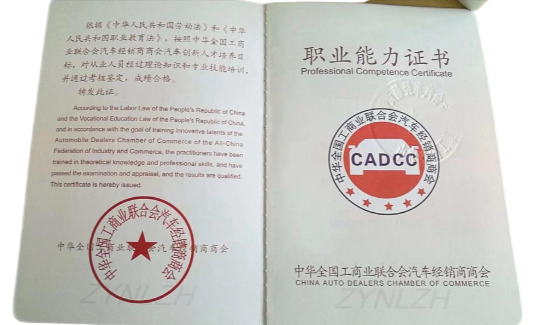 依据《中华人民共和国劳动法》和《中华
人民共和国职业教育法》，按照中华全国工商
业联合会汽车经销商商会汽车创新人才培养目
标，对从业人员经过理论知识和专业技能培训，
并通过考核鉴定，成绩合格。
特发此证。
According to the Labor Law of the People's Republic of China
and the Vocational Education Law of the People's Republic of China,
and in accordance with the goal of training innovative talents of the
Automobile Dealers Chamber of Commerce of the All-China
Federation of Industry and Commerce, the practitioners have been
trained in theoretical knowledge and professional skills, and have
passed the examination and appraisal, and the results are qualified.
This certificate is hereby issued.
中华全国工商业联合会汽车经销商商会
中华全国工商业联合会汽车经销商商会
ZYNLZH
职业能力证书
Professional Competence Certificate
中华全国工商业联合会汽车经销商商会
CADCC
中华全国工商业联合会汽车经销商商会
CHINA AUTO DEALERS CHAMBER OF COMMERCE
ZYNLZH